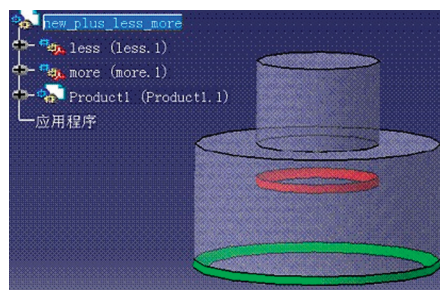 new_plus_less_more
less (less.1)
more (more.1)
Product1 (Product1.1)
应用程序